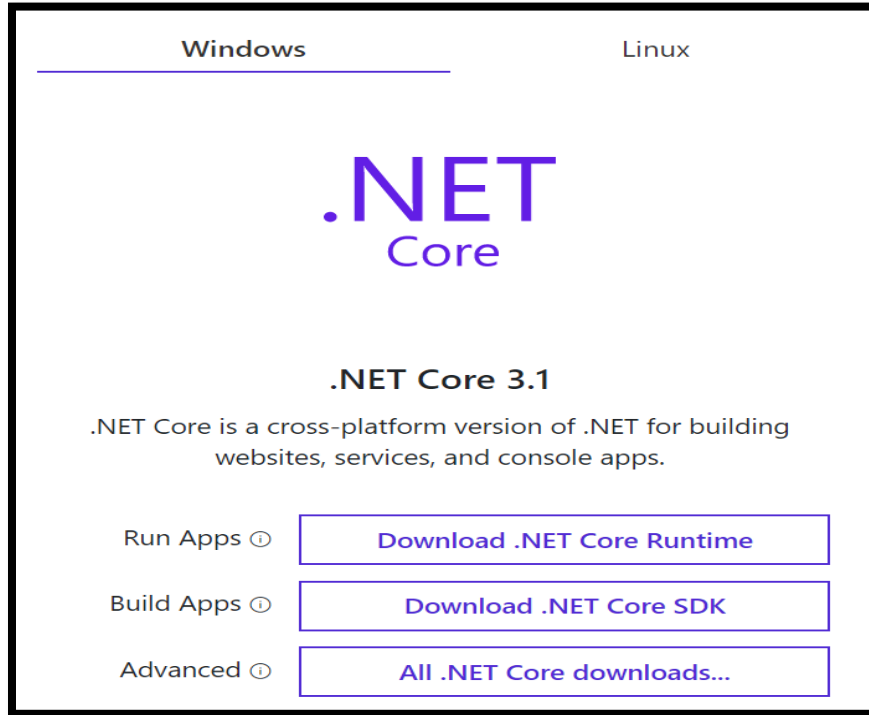 Windows Linux
.NET
Core
.NET Core 3.1
.NET Core is a cross-platform version of .NET for building
websites, services, and console apps.
Run Apps Download .NET Core Runtime
Build Apps Download .NET Core SDK
Advanced All .NET Core downloads...